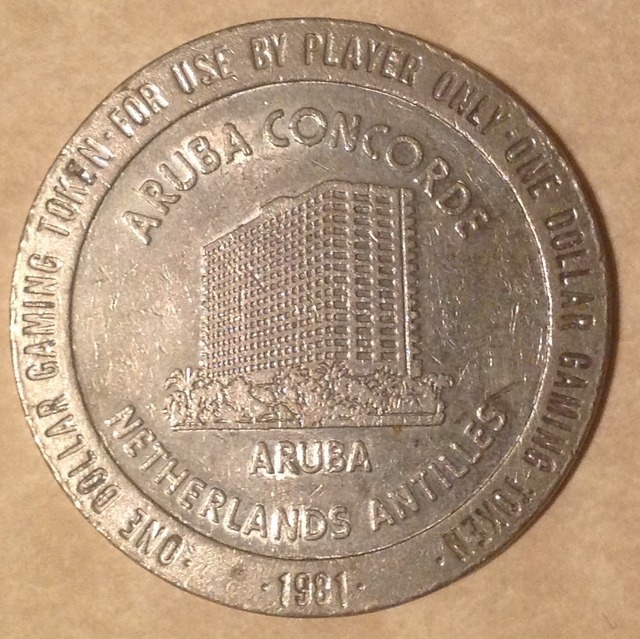 ONE DOLLAR GAMING TOKEN · FOR USE BY PLAYER ONLY · ONE DOLLAR GAMING TOKEN ·
ARUBA CONCORDE
ARUBA
NETHERLANDS ANTILLES
· 1981 ·